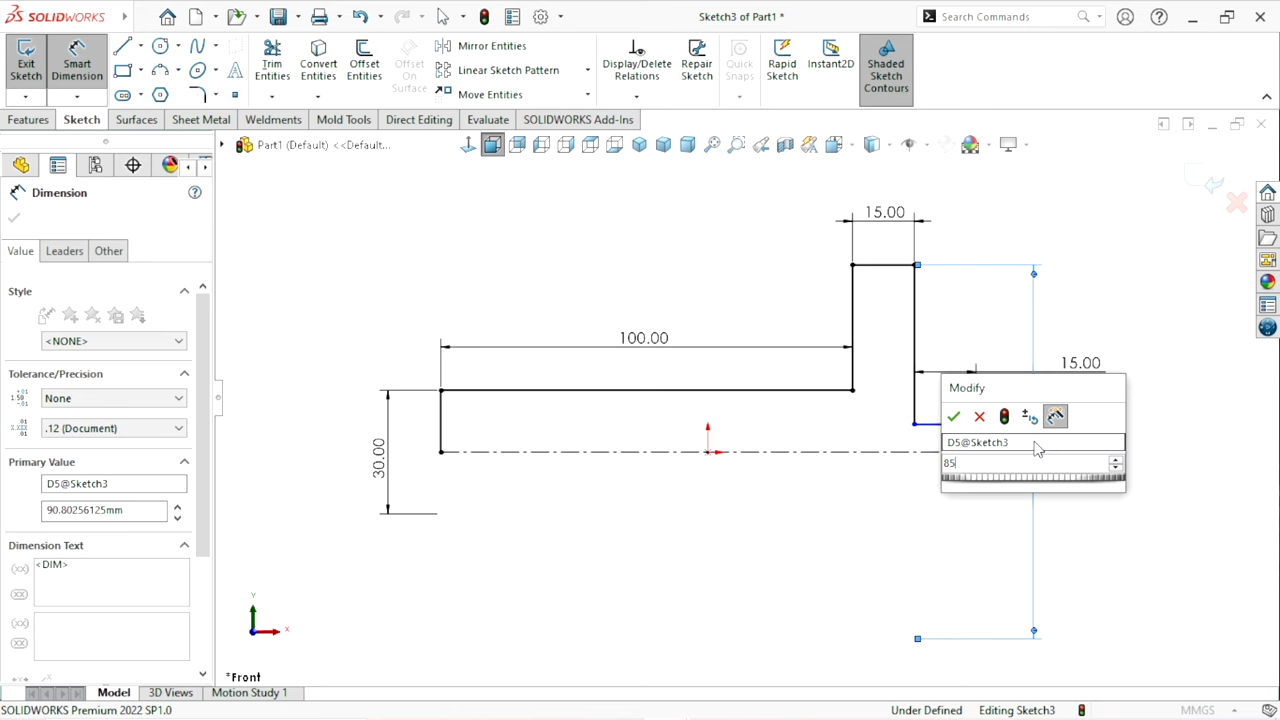 SOLIDWORKS
Sketch3 of Part1 *
Search Commands
Exit Sketch
Smart Dimension
Trim Entities
Convert Entities
Offset Entities
Offset On Surface
Mirror Entities
Linear Sketch Pattern
Move Entities
Display/Delete Relations
Repair Sketch
Quick Snaps
Rapid Sketch
Instant2D
Shaded Sketch Contours
Features
Sketch
Surfaces
Sheet Metal
Weldments
Mold Tools
Direct Editing
Evaluate
SOLIDWORKS Add-Ins
Part1 (Default) <<Default...
Dimension
Value
Leaders
Other
Style
<NONE>
Tolerance/Precision
None
.12 (Document)
Primary Value
D5@Sketch3
90.80256125mm
Dimension Text
<DIM>
15.00
100.00
15.00
30.00
Modify
D5@Sketch3
85
Y
X
*Front
Model
3D Views
Motion Study 1
SOLIDWORKS Premium 2022 SP1.0
Under Defined
Editing Sketch3
MMGS